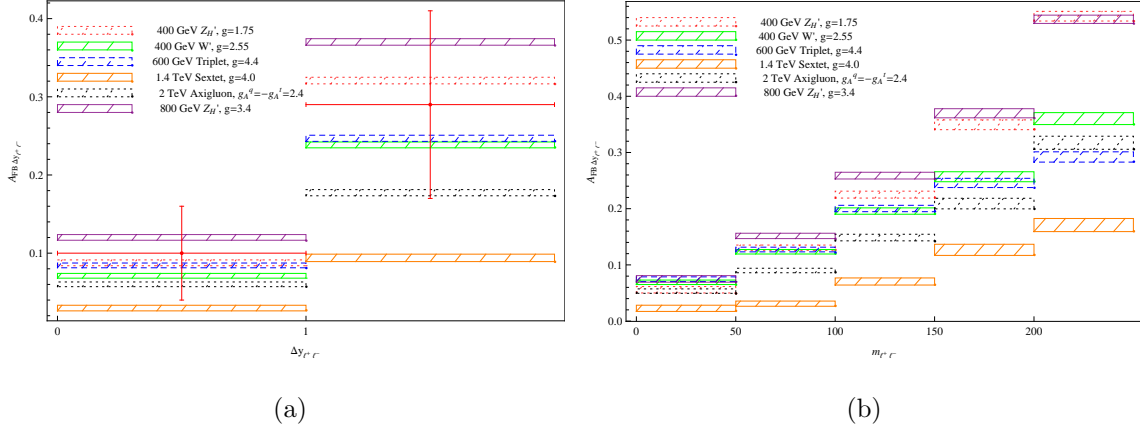 0.4
0.3
0.2
0.1
0
1
400 GeV Z_H', g=1.75
400 GeV W', g=2.55
600 GeV Triplet, g=4.4
1.4 TeV Sextet, g=4.0
2 TeV Axigluon, g_A^q=-g_A^t=2.4
800 GeV Z_H', g=3.4
A_FB Δy_ℓ⁺ℓ⁻
Δy_ℓ⁺ℓ⁻
(a)
0.5
0.4
0.3
0.2
0.1
0.0
0
50
100
150
200
400 GeV Z_H', g=1.75
400 GeV W', g=2.55
600 GeV Triplet, g=4.4
1.4 TeV Sextet, g=4.0
2 TeV Axigluon, g_A^q=-g_A^t=2.4
800 GeV Z_H', g=3.4
A_FB Δy_ℓ⁺ℓ⁻
m_ℓ⁺ℓ⁻
(b)